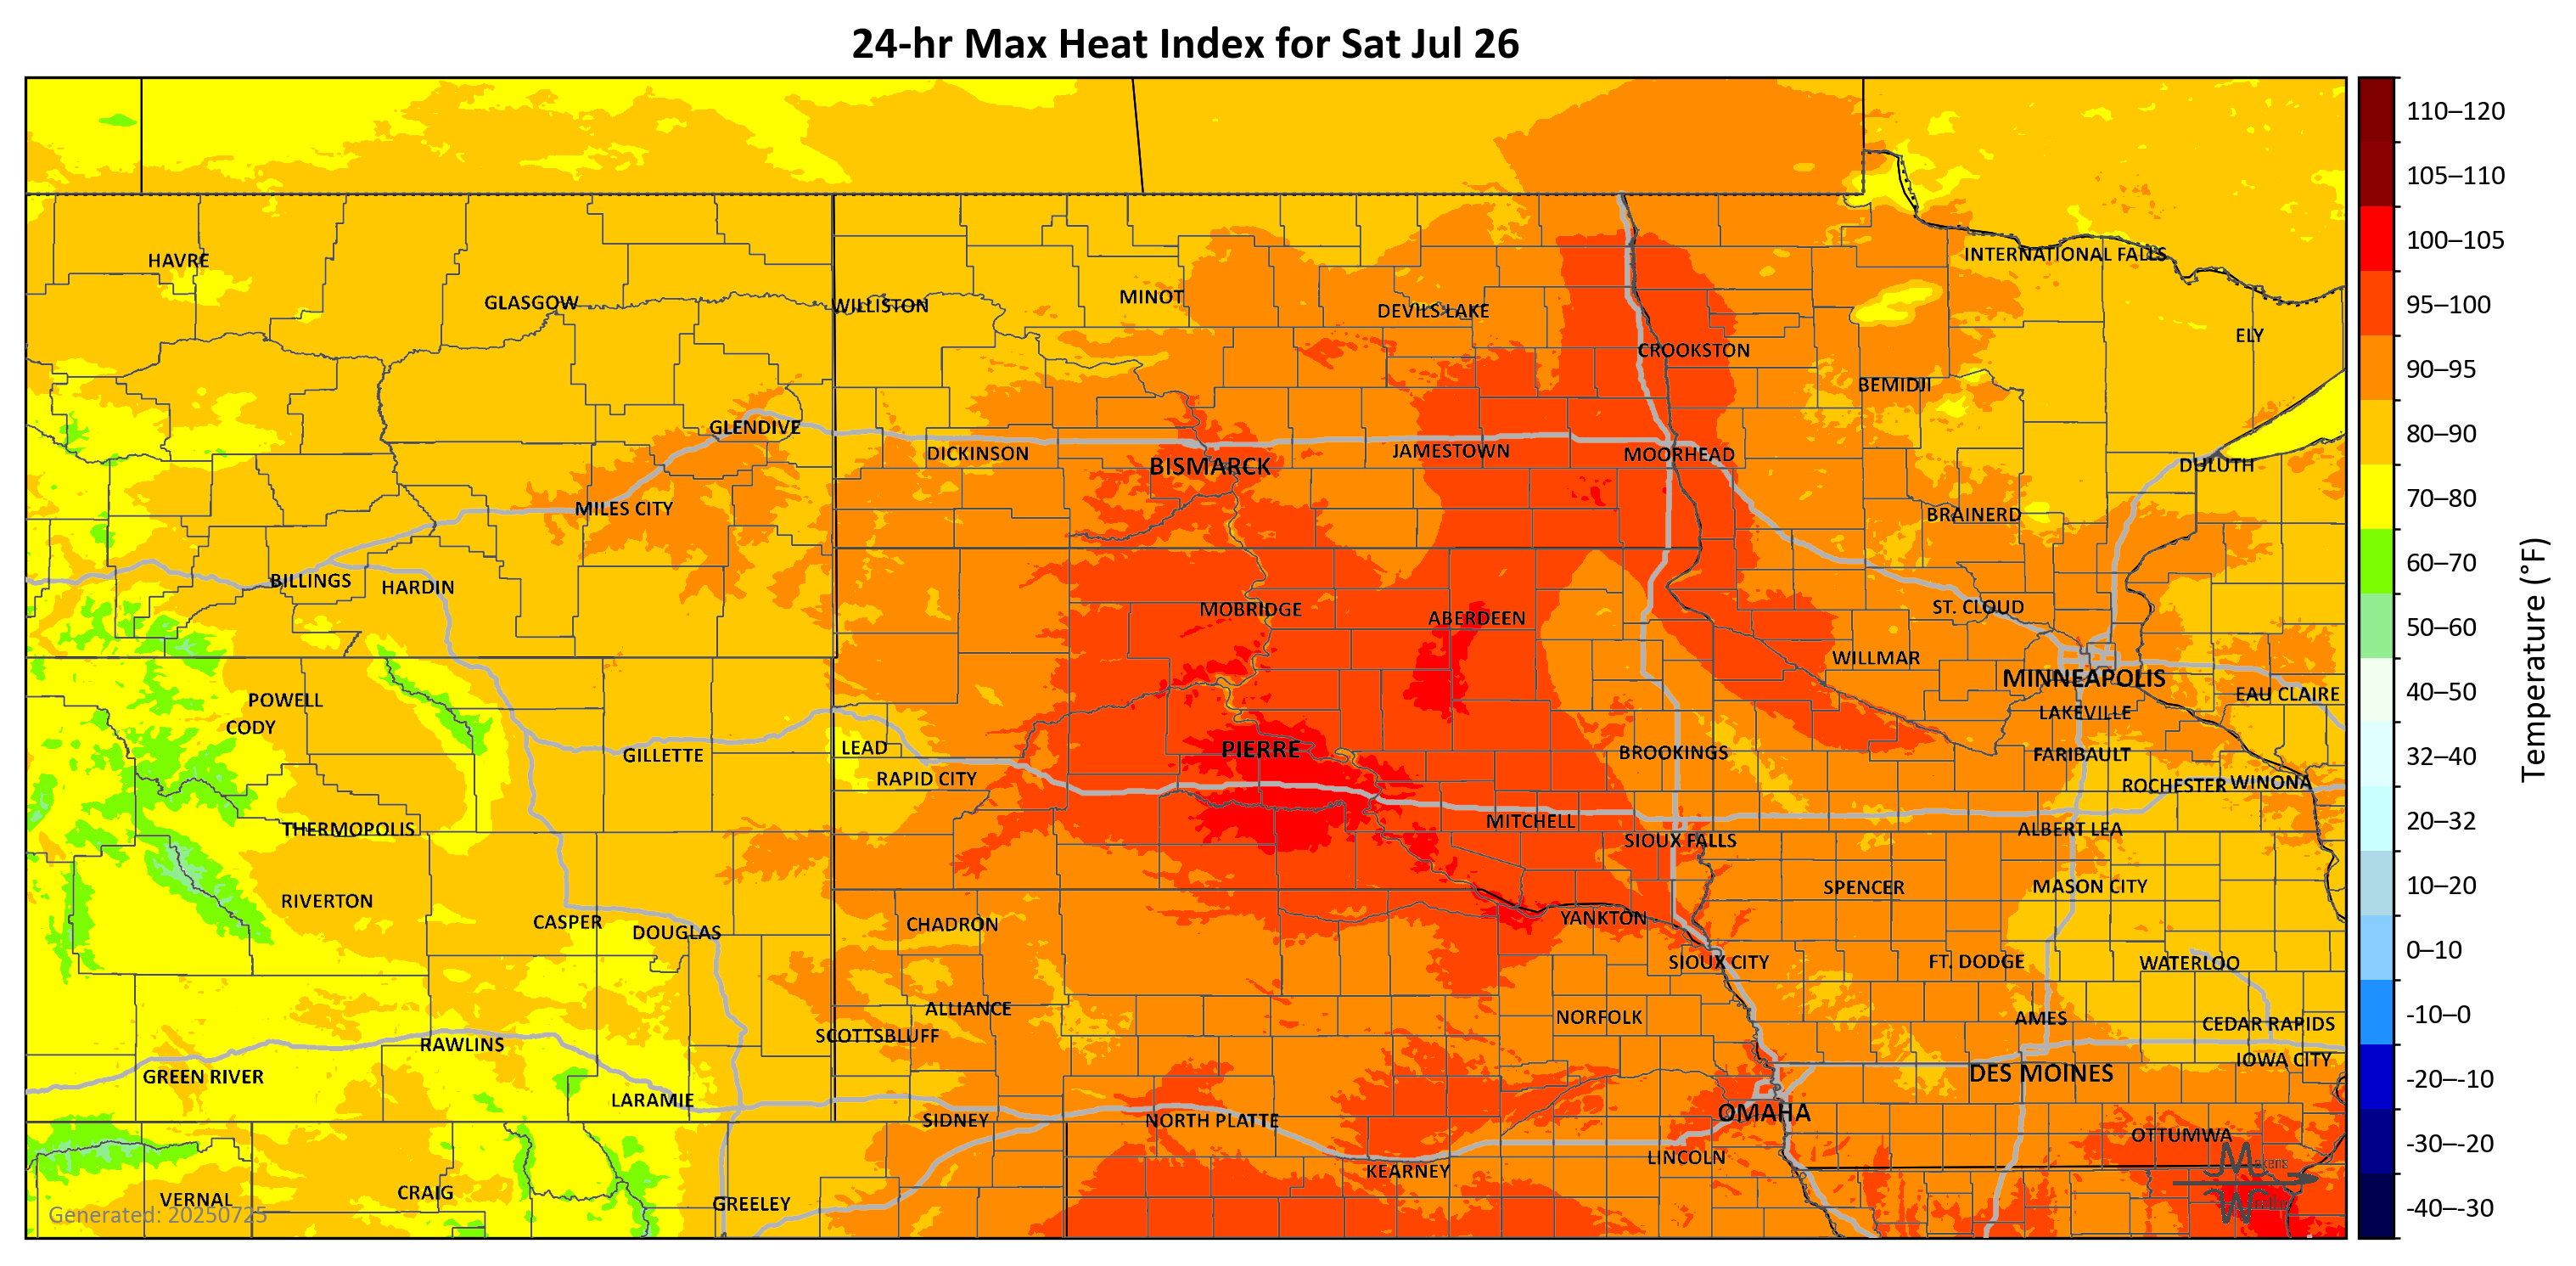 24-hr Max Heat Index for Sat Jul 26
110–120
105–110
HAVRE
INTERNATIONAL FALLS
100–105
GLASGOW
WILLISTON
MINOT
DEVILS LAKE
95–100
CROOKSTON
ELY
BEMIDJI
90–95
GLENDIVE
DICKINSON
BISMARCK
JAMESTOWN
MOORHEAD
DULUTH
80–90
MILES CITY
BRAINERD
70–80
BILLINGS
HARDIN
MOBRIDGE
ABERDEEN
ST. CLOUD
60–70
50–60
POWELL
CODY
WILLMAR
MINNEAPOLIS
EAU CLAIRE
LAKEVILLE
40–50
Temperature (°F)
GILLETTE
LEAD
RAPID CITY
PIERRE
BROOKINGS
FARIBAULT
ROCHESTER
WINONA
32–40
THERMOPOLIS
MITCHELL
SIOUX FALLS
ALBERT LEA
20–32
RIVERTON
CASPER
DOUGLAS
CHADRON
YANKTON
SPENCER
MASON CITY
10–20
SIOUX CITY
FT. DODGE
WATERLOO
0–10
ALLIANCE
SCOTTSBLUFF
NORFOLK
AMES
CEDAR RAPIDS
-10–0
RAWLINS
GREEN RIVER
LARAMIE
DES MOINES
IOWA CITY
-20–-10
SIDNEY
NORTH PLATTE
OMAHA
OTTUMWA
-30–-20
KEARNEY
LINCOLN
VERNAL
CRAIG
GREELEY
-40–-30
Generated: 20250725